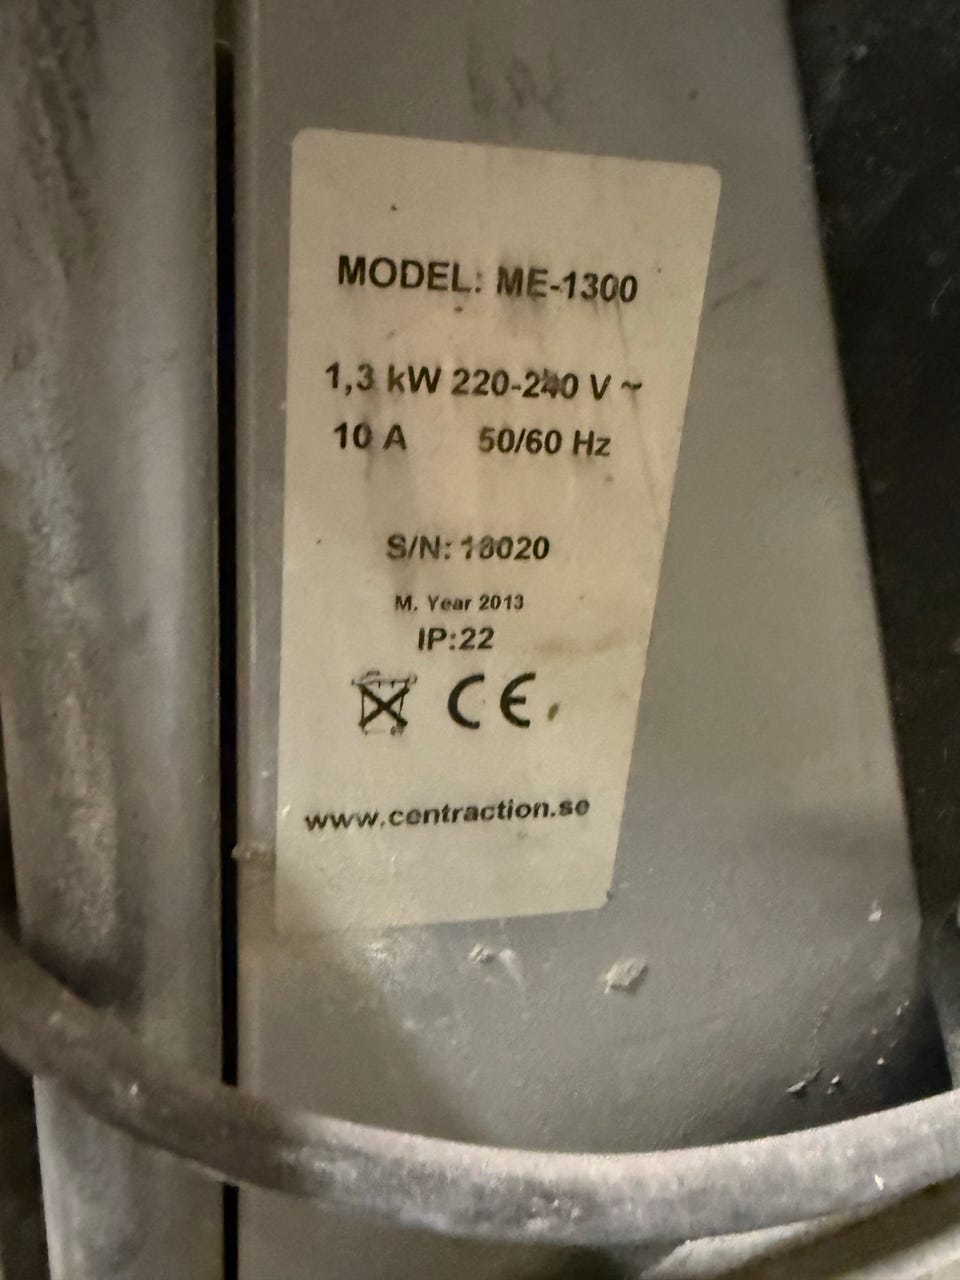 MODEL: ME-1300
1,3 kW 220-240 V ~
10 A 50/60 Hz
S/N: 18020
M. Year 2013
IP:22
CE
www.centraction.se